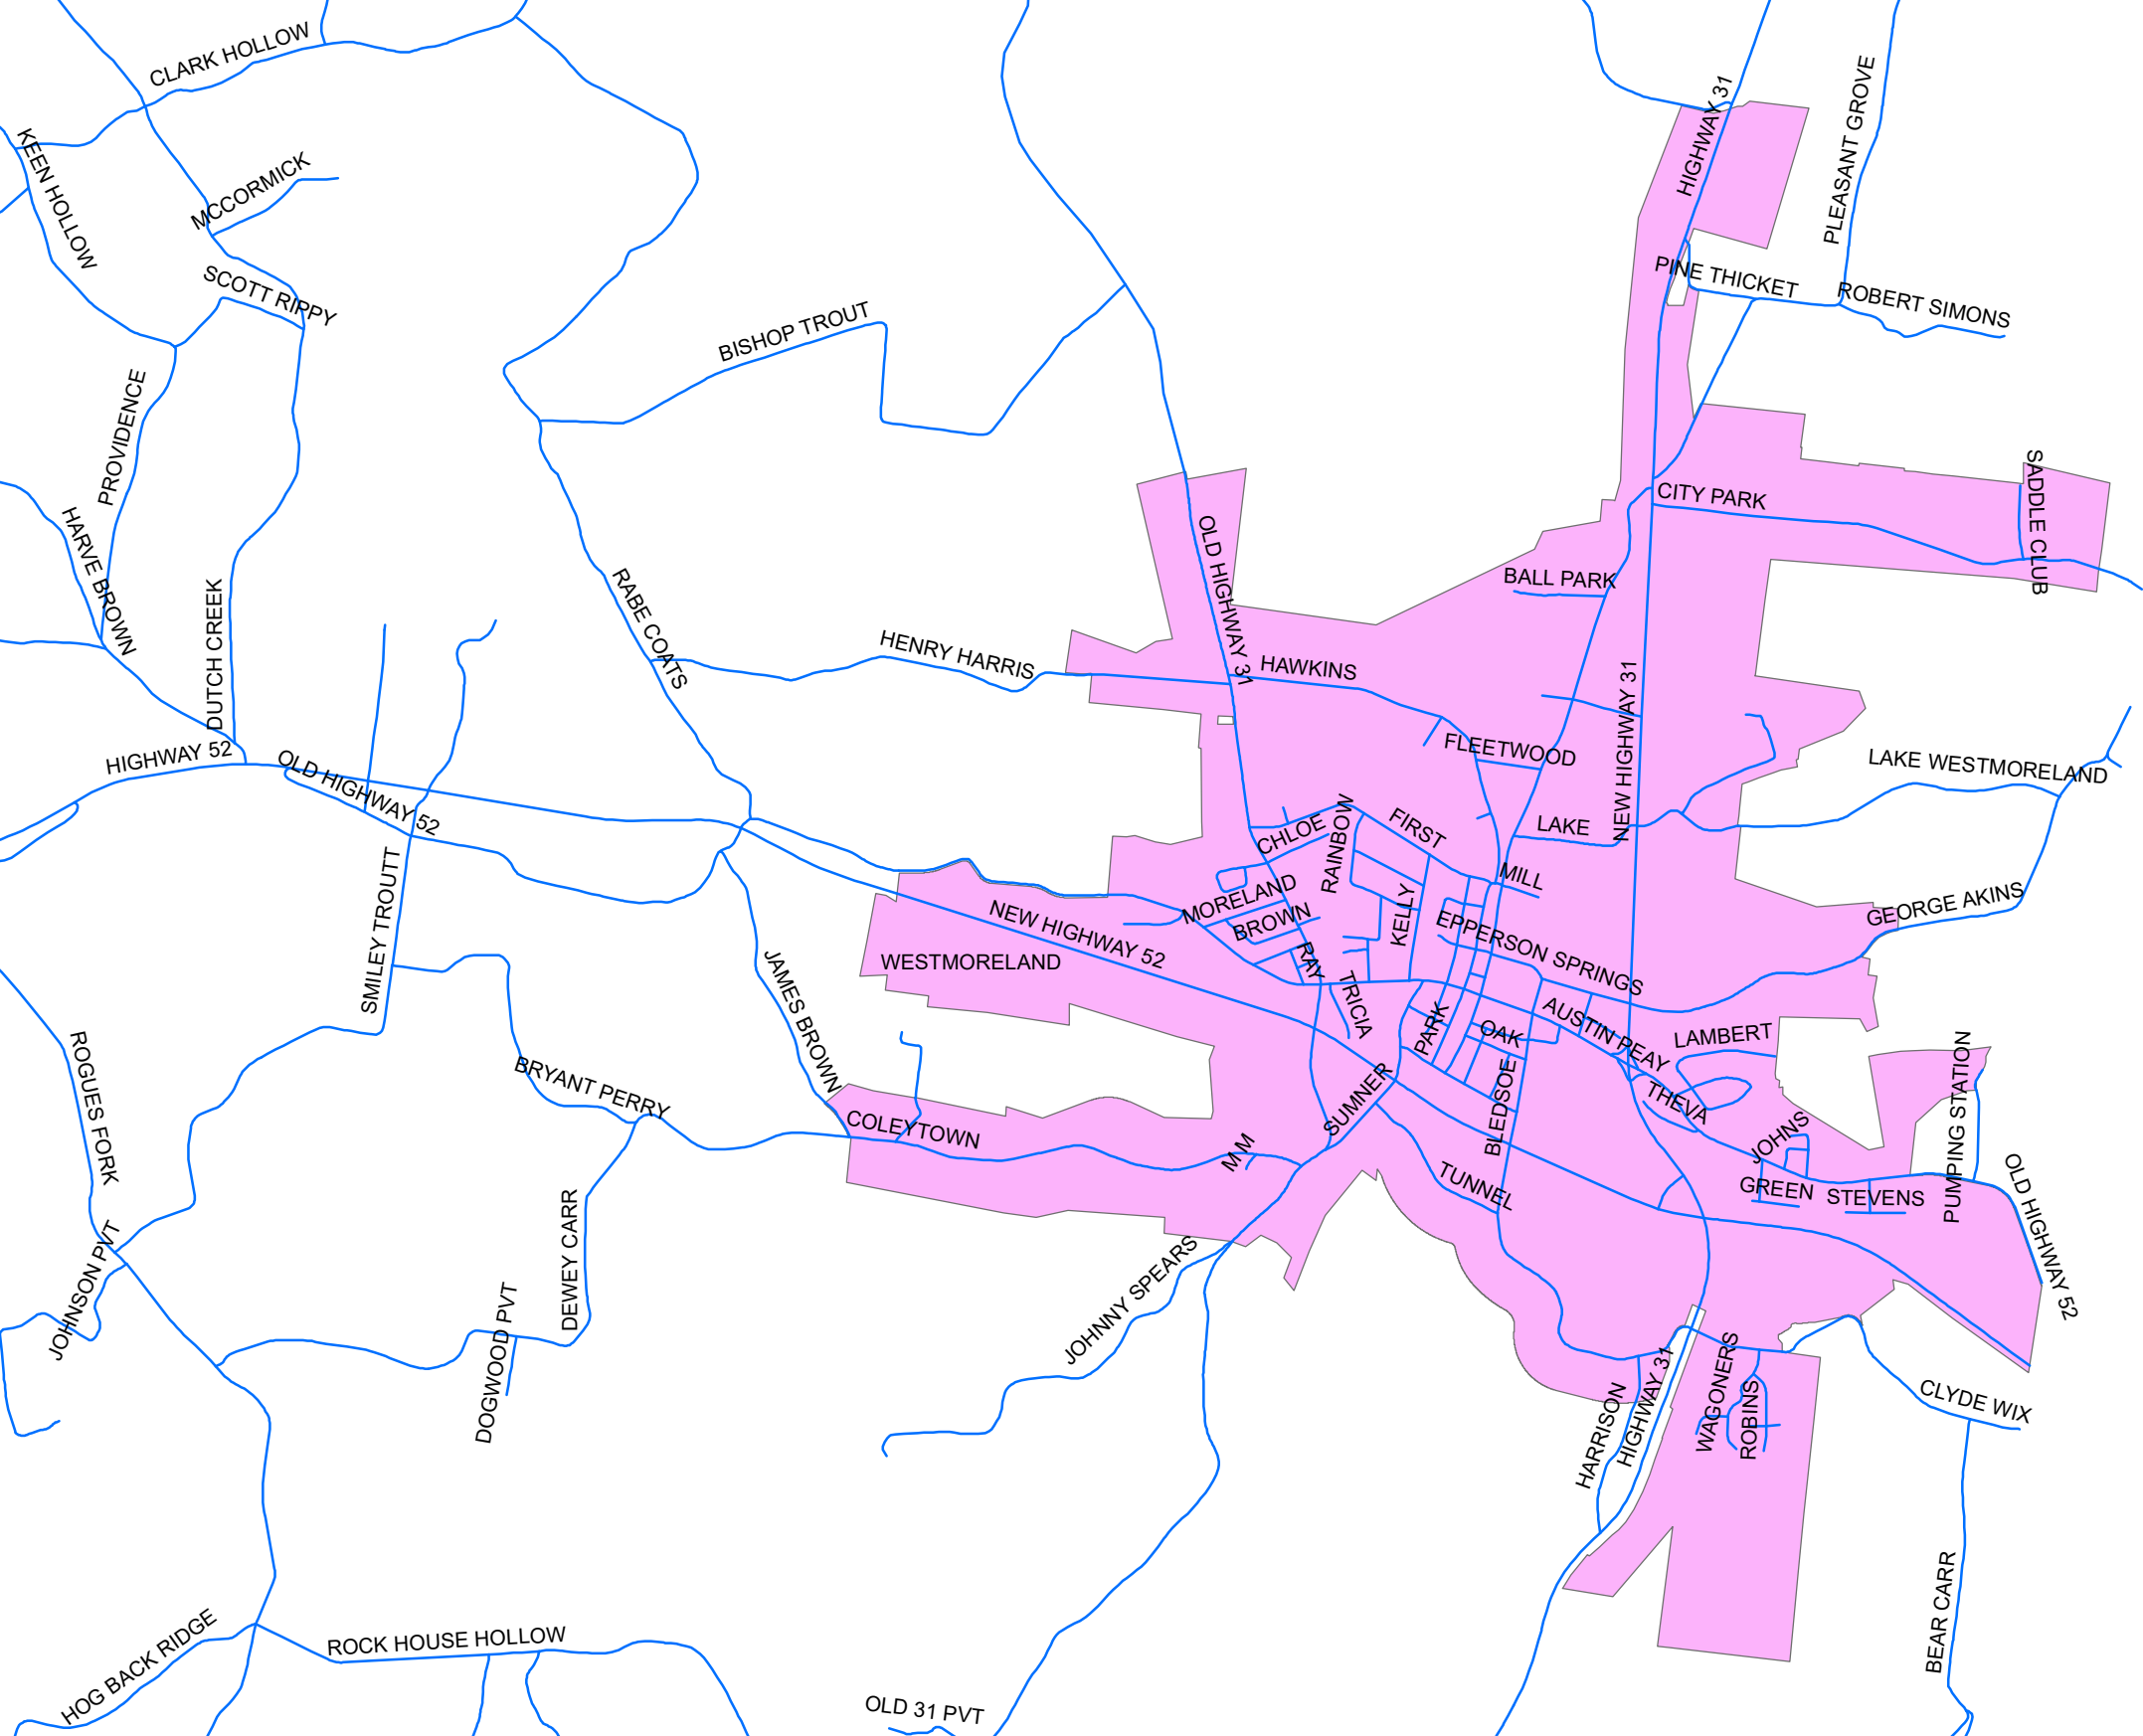 CLARK HOLLOW
HIGHWAY 31
PLEASANT GROVE
KEEN HOLLOW
MCCORMICK
SCOTT RIPPY
PINE THICKET
ROBERT SIMONS
BISHOP TROUT
PROVIDENCE
HARVE BROWN
CITY PARK
SADDLE CLUB
OLD HIGHWAY 31
BALL PARK
DUTCH CREEK
RABE COATS
HENRY HARRIS
HAWKINS
NEW HIGHWAY 31
HIGHWAY 52
OLD HIGHWAY 52
FLEETWOOD
LAKE WESTMORELAND
CHLOE
RAINBOW
FIRST
LAKE
SMILEY TROUTT
MORELAND
BROWN
KELLY
MILL
GEORGE AKINS
NEW HIGHWAY 52
EPPERSON SPRINGS
WESTMORELAND
RAY
TRICIA
JAMES BROWN
PARK
OAK
AUSTIN PEAY
LAMBERT
ROGUES FORK
BRYANT PERRY
COLEYTOWN
SUMNER
BLEDSOE
THEVA
JOHNS
PUMPING STATION
M M
TUNNEL
GREEN
STEVENS
OLD HIGHWAY 52
JOHNSON PVT
DEWEY CARR
DOGWOOD PVT
JOHNNY SPEARS
HARRISON
HIGHWAY 31
WAGONERS
ROBINS
CLYDE WIX
HOG BACK RIDGE
ROCK HOUSE HOLLOW
BEAR CARR
OLD 31 PVT